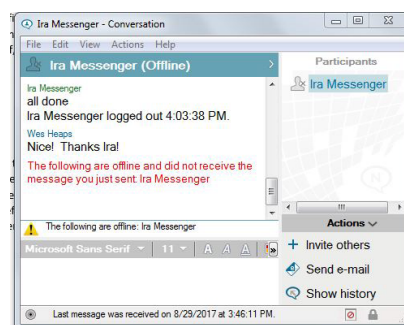 Ira Messenger - Conversation
File Edit View Actions Help
Ira Messenger (Offline)
Participants
Ira Messenger
Ira Messenger
all done
Ira Messenger logged out 4:03:38 PM.
Wes Heaps
Nice! Thanks Ira!
The following are offline and did not receive the
message you just sent: Ira Messenger
The following are offline: Ira Messenger
Microsoft Sans Serif 11 A A A
Actions
Invite others
Send e-mail
Show history
Last message was received on 8/29/2017 at 3:46:11 PM.